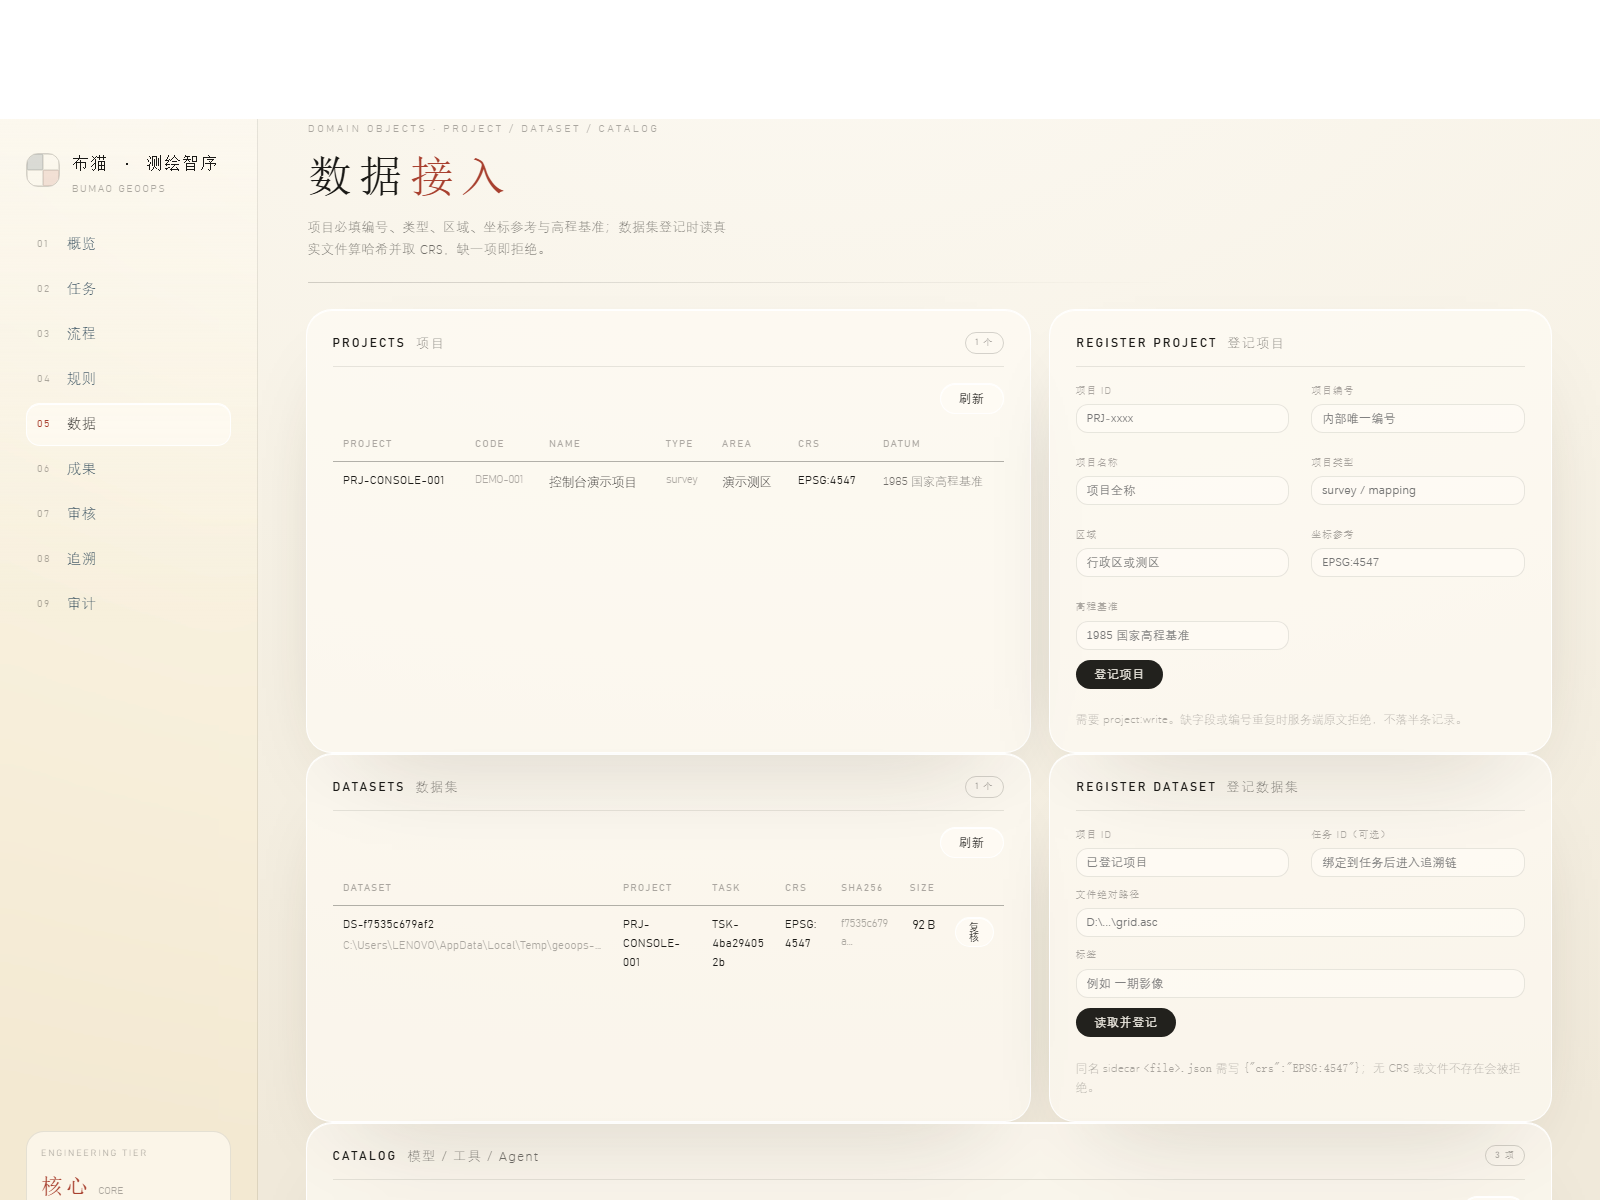 布猫 · 测绘智序
BUMAO GEOOPS
01 概览
02 任务
03 流程
04 规则
05 数据
06 成果
07 审核
08 追溯
09 审计
ENGINEERING TIER
核心 CORE
DOMAIN OBJECTS · PROJECT / DATASET / CATALOG
数据接入
项目必填编号、类型、区域、坐标参考与高程基准；数据集登记时读真
实文件算哈希并取 CRS，缺一项即拒绝。
PROJECTS 项目
1 个
刷新
PROJECT CODE NAME TYPE AREA CRS DATUM
PRJ-CONSOLE-001 DEMO-001 控制台演示项目 survey 演示测区 EPSG:4547 1985 国家高程基准
REGISTER PROJECT 登记项目
项目 ID 项目编号
PRJ-xxxx 内部唯一编号
项目名称 项目类型
项目全称 survey / mapping
区域 坐标参考
行政区或测区 EPSG:4547
高程基准
1985 国家高程基准
登记项目
需要 project:write。缺字段或编号重复时服务端原文拒绝，不落半条记录。
DATASETS 数据集
1 个
刷新
DATASET PROJECT TASK CRS SHA256 SIZE
DS-f7535c679af2 PRJ- TSK- EPSG: f7535c679 92 B 复
C:\Users\LENOVO\AppData\Local\Temp\geoops-… CONSOLE- 4ba29405 4547 a… 核
001 2b
REGISTER DATASET 登记数据集
项目 ID 任务 ID（可选）
已登记项目 绑定到任务后进入追溯链
文件绝对路径
D:\...\grid.asc
标签
例如 一期影像
读取并登记
同名 sidecar <file>.json 需写 {"crs":"EPSG:4547"}；无 CRS 或文件不存在会被拒
绝。
CATALOG 模型 / 工具 / Agent
3 项